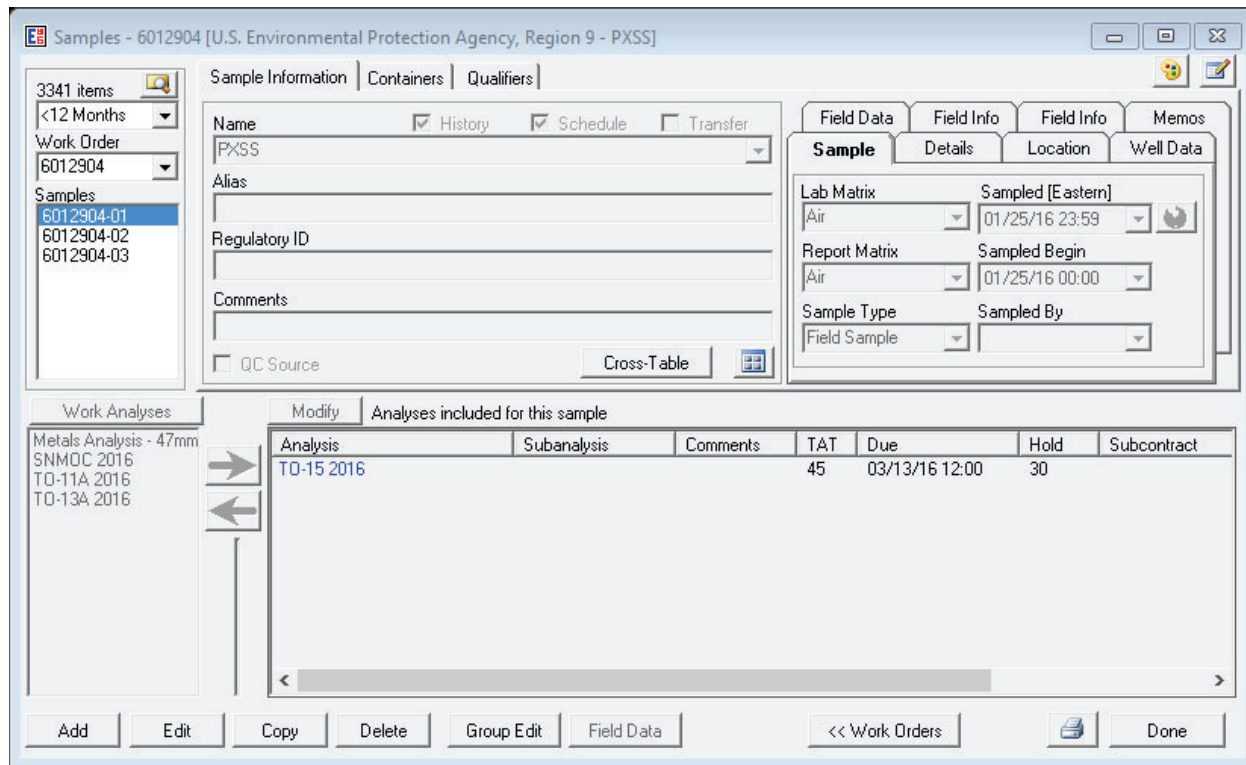 Samples - 6012904 [U.S. Environmental Protection Agency, Region 9 - PXSS]
3341 items
<12 Months
Work Order
6012904
Samples
6012904-01
6012904-02
6012904-03
Sample Information Containers Qualifiers
Name History Schedule Transfer
PXSS
Alias
Regulatory ID
Comments
QC Source Cross-Table
Field Data Field Info Field Info Memos
Sample Details Location Well Data
Lab Matrix Sampled [Eastern]
Air 01/25/16 23:59
Report Matrix Sampled Begin
Air 01/25/16 00:00
Sample Type Sampled By
Field Sample
Work Analyses
Metals Analysis - 47mm
SNMOC 2016
TO-11A 2016
TO-13A 2016
Modify Analyses included for this sample
Analysis Subanalysis Comments TAT Due Hold Subcontract
TO-15 2016 45 03/13/16 12:00 30
Add Edit Copy Delete Group Edit Field Data << Work Orders Done